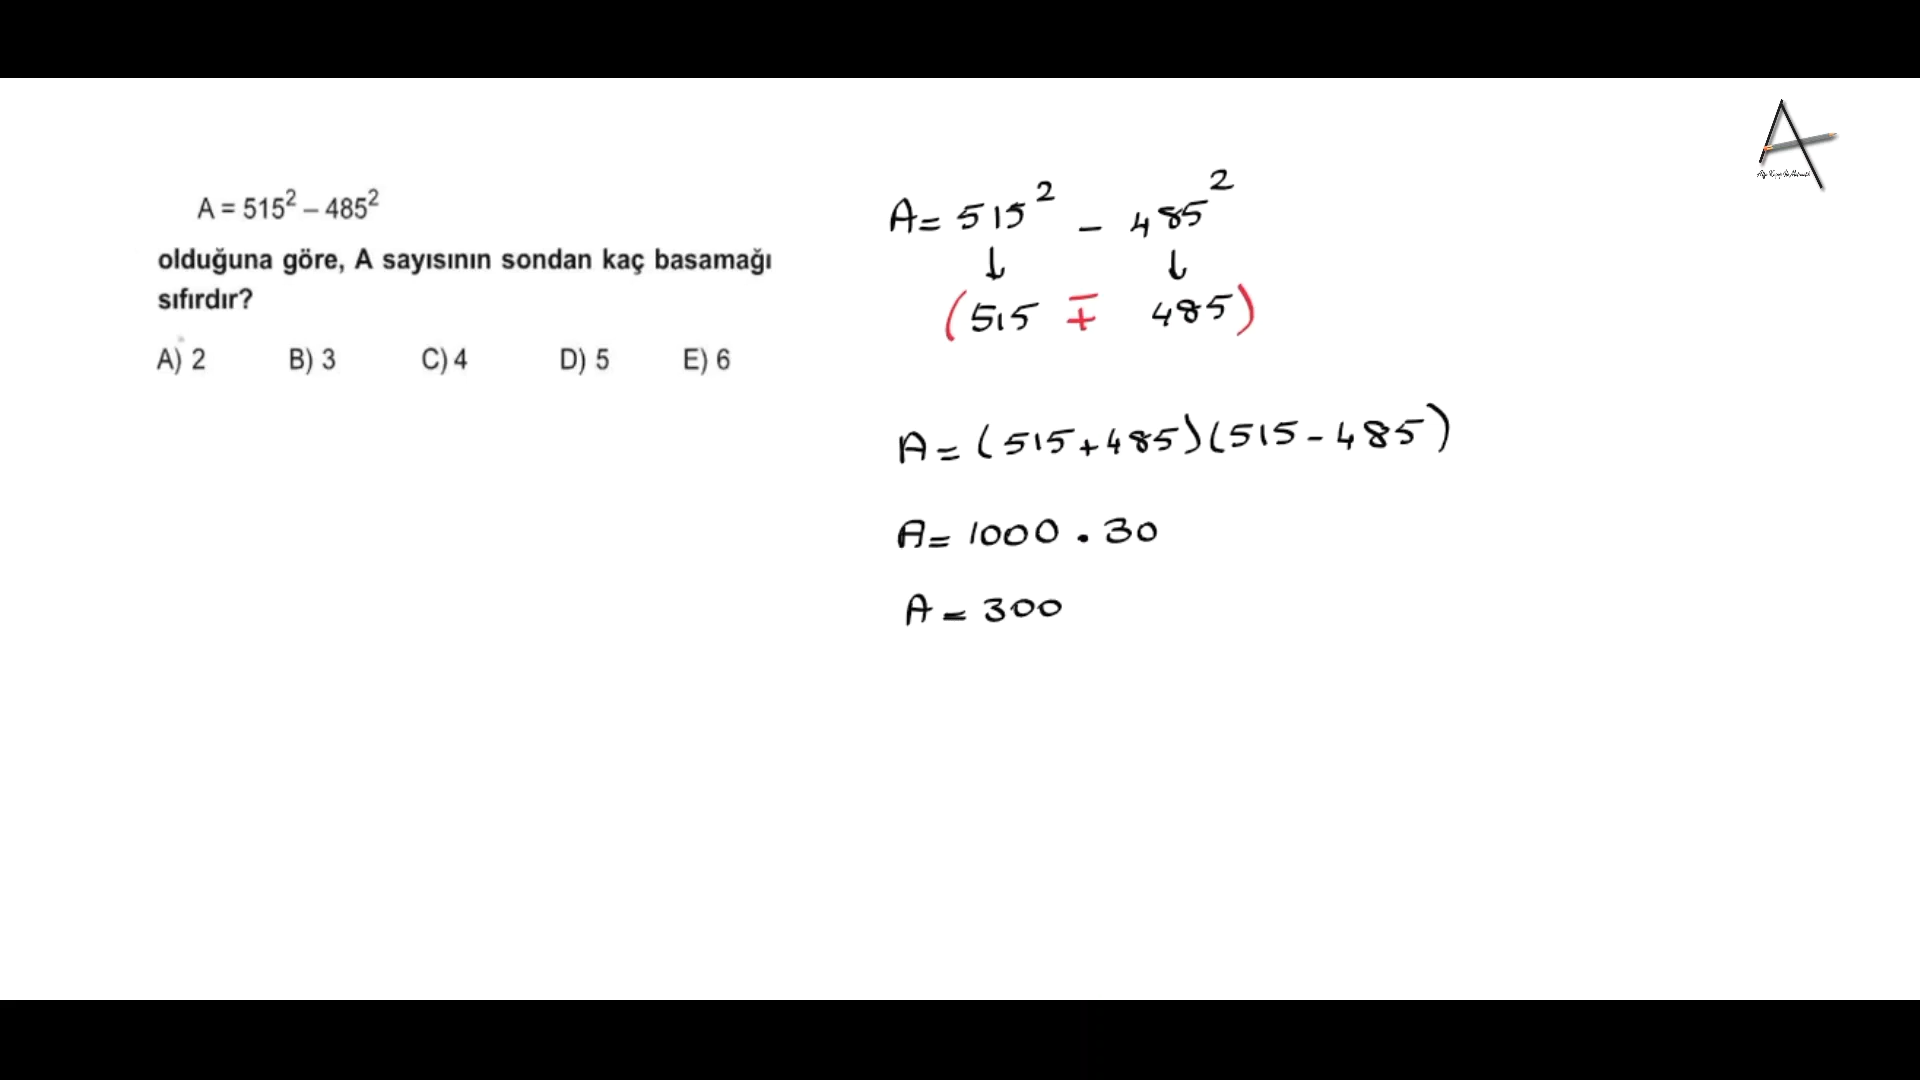 A = 515² – 485²
olduğuna göre, A sayısının sondan kaç basamağı
sıfırdır?
A) 2 B) 3 C) 4 D) 5 E) 6
A = 515² - 485²
↓ ↓
(515 ∓ 485)
A = (515 + 485)(515 - 485)
A = 1000 . 30
A = 300